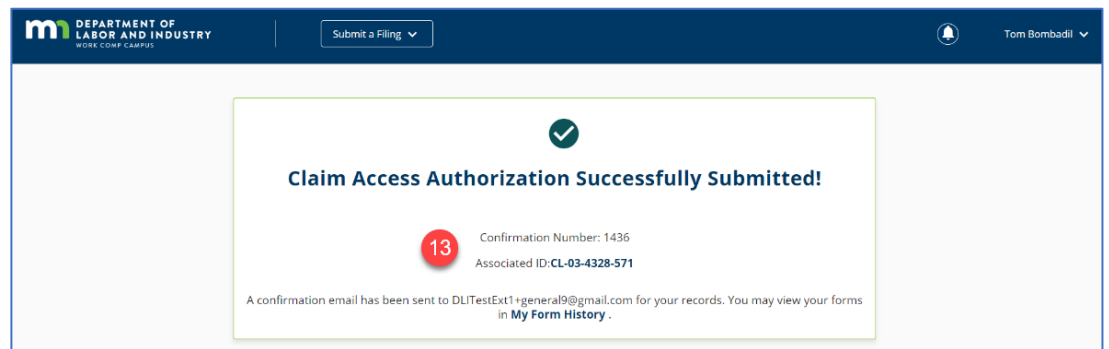 DEPARTMENT OF
LABOR AND INDUSTRY
WORK COMP CAMPUS
Submit a Filing
Tom Bombadil
Claim Access Authorization Successfully Submitted!
13
Confirmation Number: 1436
Associated ID:CL-03-4328-571
A confirmation email has been sent to DLITestExt1+general9@gmail.com for your records. You may view your forms
in My Form History .